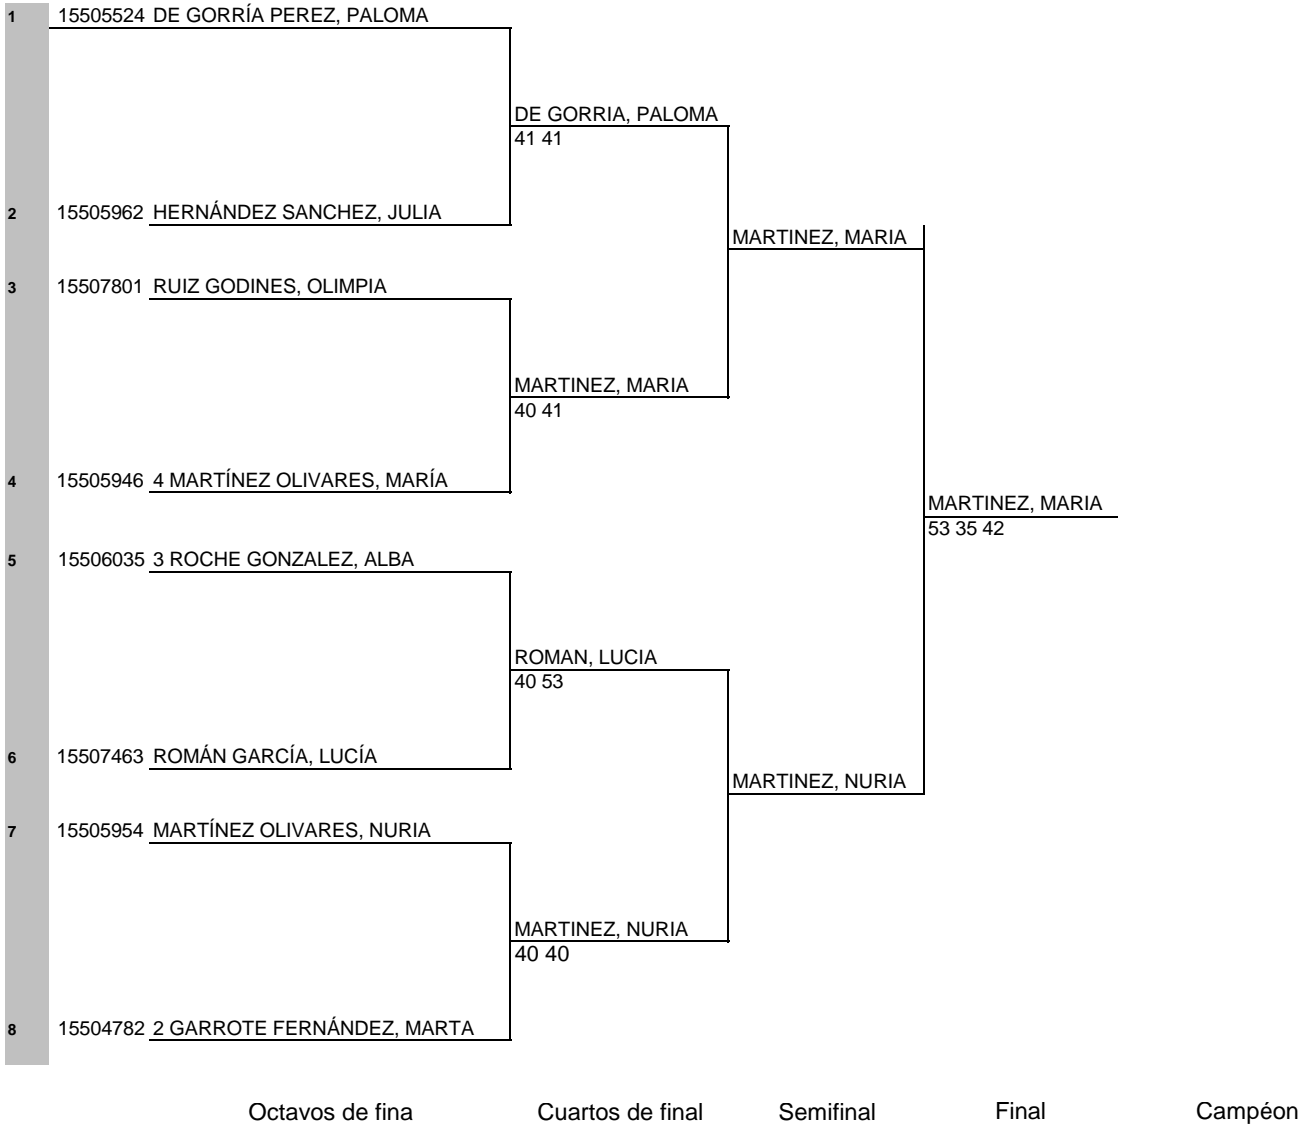 1 15505524 DE GORRÍA PEREZ, PALOMA
DE GORRIA, PALOMA
41 41
2 15505962 HERNÁNDEZ SANCHEZ, JULIA
MARTINEZ, MARIA
3 15507801 RUIZ GODINES, OLIMPIA
MARTINEZ, MARIA
40 41
4 15505946 4 MARTÍNEZ OLIVARES, MARÍA
MARTINEZ, MARIA
53 35 42
5 15506035 3 ROCHE GONZALEZ, ALBA
ROMAN, LUCIA
40 53
6 15507463 ROMÁN GARCÍA, LUCÍA
MARTINEZ, NURIA
7 15505954 MARTÍNEZ OLIVARES, NURIA
MARTINEZ, NURIA
40 40
8 15504782 2 GARROTE FERNÁNDEZ, MARTA
Octavos de fina Cuartos de final Semifinal Final Campéon